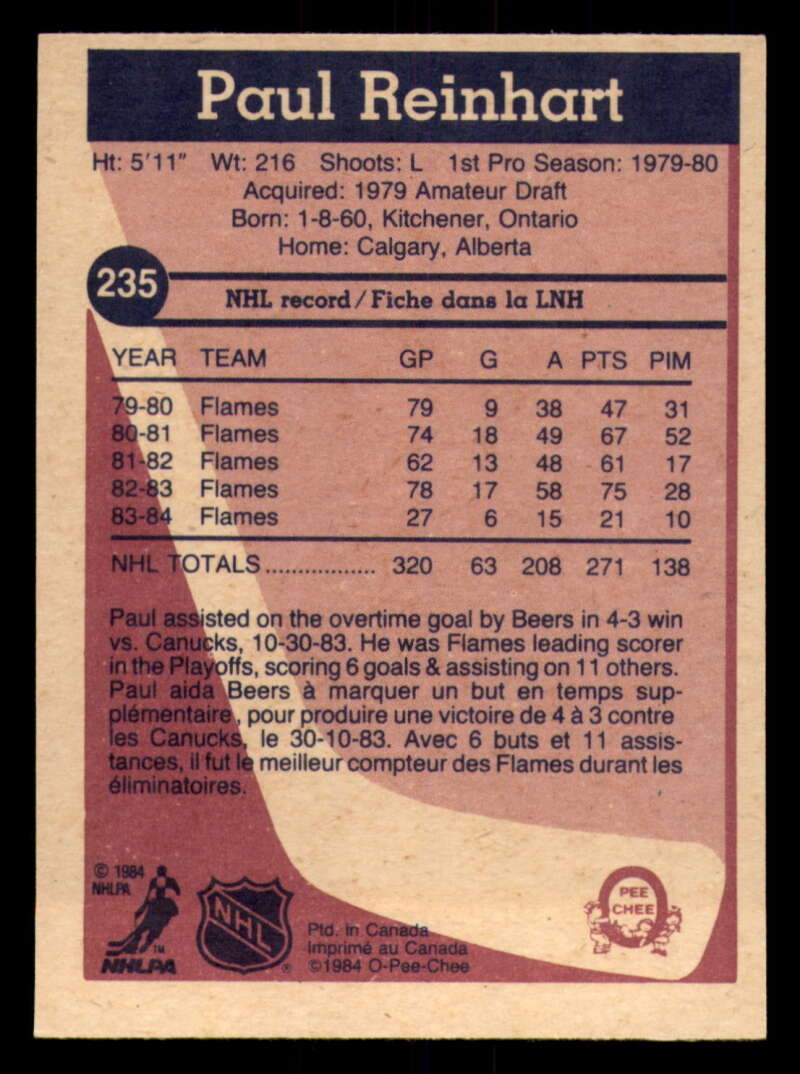 Paul Reinhart
Ht: 5'11" Wt: 216 Shoots: L 1st Pro Season: 1979-80
Acquired: 1979 Amateur Draft
Born: 1-8-60, Kitchener, Ontario
Home: Calgary, Alberta
235
NHL record/Fiche dans la LNH
YEAR TEAM GP G A PTS PIM
79-80 Flames 79 9 38 47 31
80-81 Flames 74 18 49 67 52
81-82 Flames 62 13 48 61 17
82-83 Flames 78 17 58 75 28
83-84 Flames 27 6 15 21 10
NHL TOTALS................. 320 63 208 271 138
Paul assisted on the overtime goal by Beers in 4-3 win
vs. Canucks, 10-30-83. He was Flames leading scorer
in the Playoffs, scoring 6 goals & assisting on 11 others.
Paul aida Beers à marquer un but en temps sup-
plémentaire, pour produire une victoire de 4 à 3 contre
les Canucks, le 30-10-83. Avec 6 buts et 11 assis-
tances, il fut le meilleur compteur des Flames durant les
éliminatoires.
© 1984
NHLPA
TM
NHLPA
NHL
®
Ptd. in Canada
Imprimé au Canada
©1984 O-Pee-Chee
PEE
CHEE